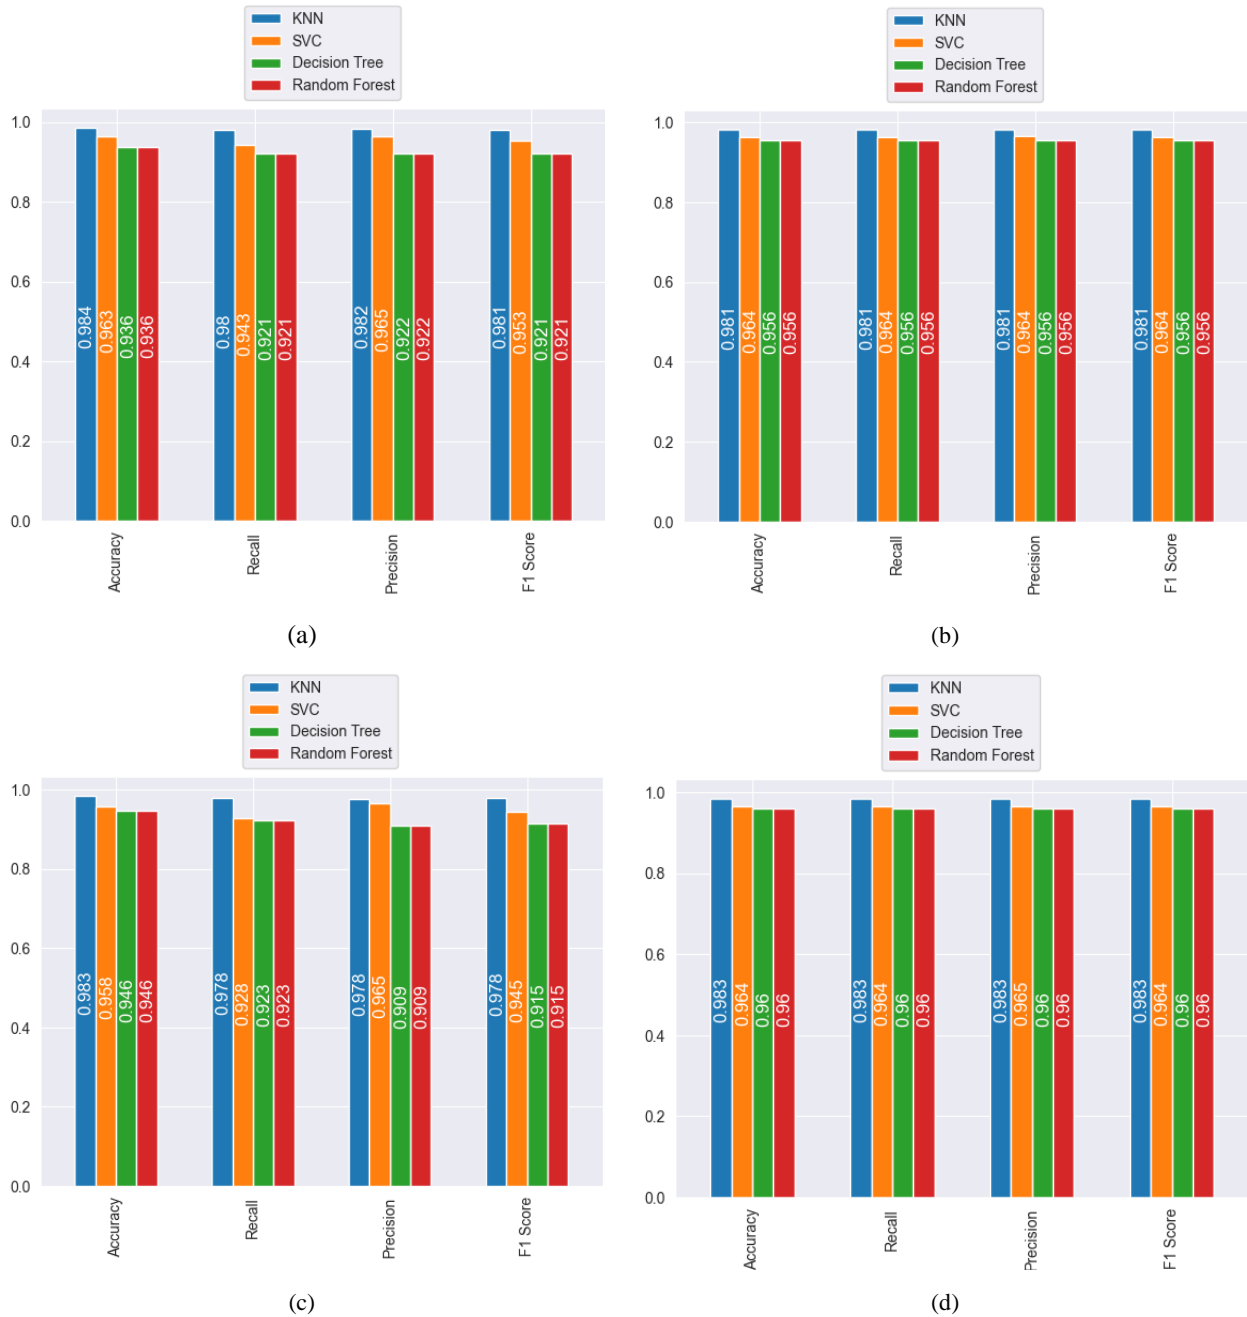 KNN
SVC
Decision Tree
Random Forest
1.0
0.8
0.6
0.4
0.2
0.0
0.984
0.963
0.936
0.936
0.98
0.943
0.921
0.921
0.982
0.965
0.922
0.922
0.981
0.953
0.921
0.921
Accuracy
Recall
Precision
F1 Score
(a)
KNN
SVC
Decision Tree
Random Forest
1.0
0.8
0.6
0.4
0.2
0.0
0.981
0.964
0.956
0.956
0.981
0.964
0.956
0.956
0.981
0.964
0.956
0.956
0.981
0.964
0.956
0.956
Accuracy
Recall
Precision
F1 Score
(b)
KNN
SVC
Decision Tree
Random Forest
1.0
0.8
0.6
0.4
0.2
0.0
0.983
0.958
0.946
0.946
0.978
0.928
0.923
0.923
0.978
0.965
0.909
0.909
0.978
0.945
0.915
0.915
Accuracy
Recall
Precision
F1 Score
(c)
KNN
SVC
Decision Tree
Random Forest
1.0
0.8
0.6
0.4
0.2
0.0
0.983
0.964
0.96
0.96
0.983
0.964
0.96
0.96
0.983
0.965
0.96
0.96
0.983
0.964
0.96
0.96
Accuracy
Recall
Precision
F1 Score
(d)